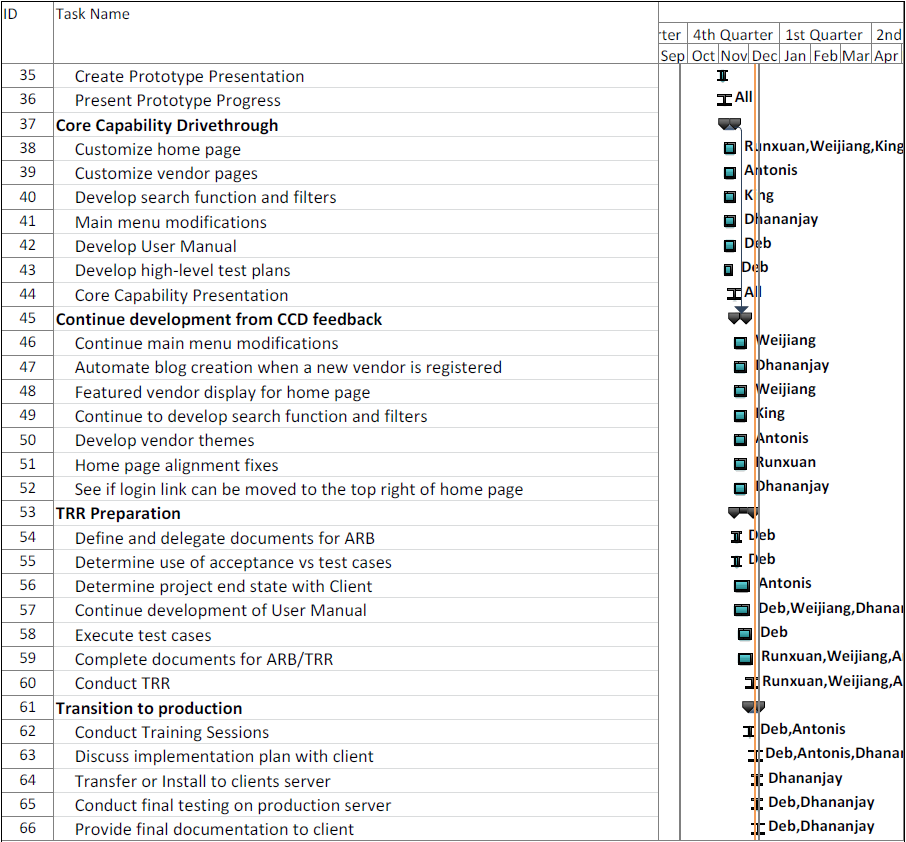 ID Task Name
rter 4th Quarter 1st Quarter 2nd
Sep Oct Nov Dec Jan Feb Mar Apr
35 Create Prototype Presentation
36 Present Prototype Progress All
37 Core Capability Drivethrough
38 Customize home page Runxuan,Weijiang,King
39 Customize vendor pages Antonis
40 Develop search function and filters King
41 Main menu modifications Dhananjay
42 Develop User Manual Deb
43 Develop high-level test plans Deb
44 Core Capability Presentation All
45 Continue development from CCD feedback
46 Continue main menu modifications Weijiang
47 Automate blog creation when a new vendor is registered Dhananjay
48 Featured vendor display for home page Weijiang
49 Continue to develop search function and filters King
50 Develop vendor themes Antonis
51 Home page alignment fixes Runxuan
52 See if login link can be moved to the top right of home page Dhananjay
53 TRR Preparation
54 Define and delegate documents for ARB Deb
55 Determine use of acceptance vs test cases Deb
56 Determine project end state with Client Antonis
57 Continue development of User Manual Deb,Weijiang,Dhanan
58 Execute test cases Deb
59 Complete documents for ARB/TRR Runxuan,Weijiang,A
60 Conduct TRR Runxuan,Weijiang,A
61 Transition to production
62 Conduct Training Sessions Deb,Antonis
63 Discuss implementation plan with client Deb,Antonis,Dhanan
64 Transfer or Install to clients server Dhananjay
65 Conduct final testing on production server Deb,Dhananjay
66 Provide final documentation to client Deb,Dhananjay